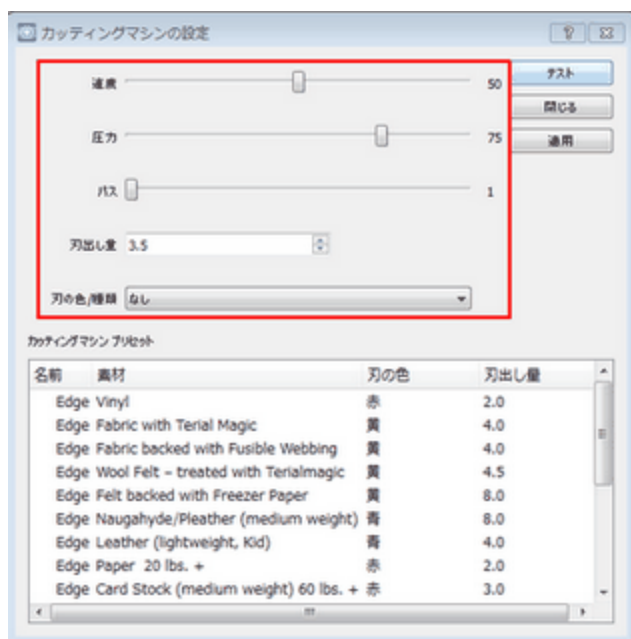 カッティングマシンの設定
速度 50
テスト
閉じる
圧力 75
適用
パス 1
刃出し量 3.5
刃の色/種類 なし
カッティングマシン プリセット
名前 素材 刃の色 刃出し量
Edge Vinyl 赤 2.0
Edge Fabric with Terial Magic 黄 4.0
Edge Fabric backed with Fusible Webbing 黄 4.0
Edge Wool Felt – treated with Terialmagic 黄 4.5
Edge Felt backed with Freezer Paper 黄 8.0
Edge Naugahyde/Pleather (medium weight) 青 8.0
Edge Leather (lightweight, Kid) 青 4.0
Edge Paper 20 lbs. + 赤 2.0
Edge Card Stock (medium weight) 60 lbs. + 赤 3.0